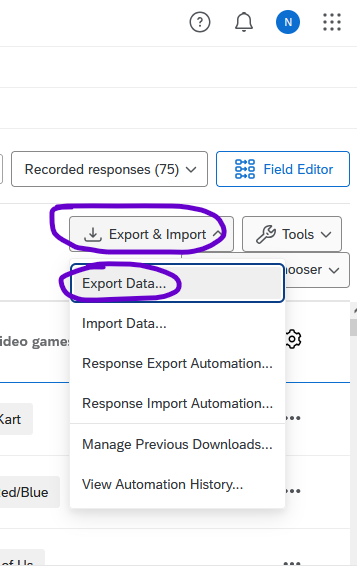 N
Recorded responses (75)
Field Editor
Export & Import
Tools
Export Data...
ooser
Import Data...
ideo games
Response Export Automation...
Response Import Automation...
Kart
Manage Previous Downloads...
View Automation History...
ed/Blue
of Us